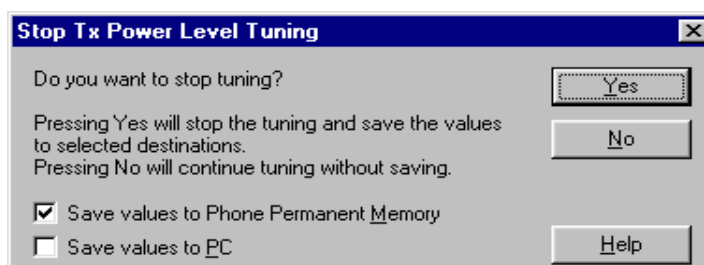 Stop Tx Power Level Tuning
Do you want to stop tuning?
Yes
Pressing Yes will stop the tuning and save the values
to selected destinations.
No
Pressing No will continue tuning without saving.
Save values to Phone Permanent Memory
Save values to PC
Help